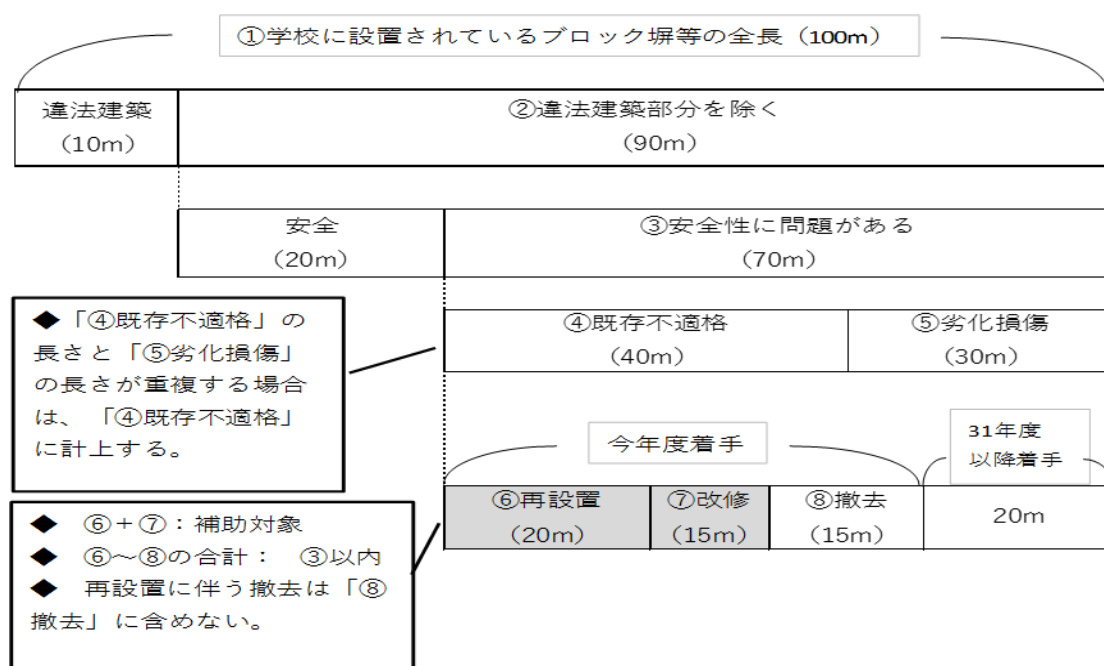 ①学校に設置されているブロック塀等の全長（100m）
違法建築
（10m）
②違法建築部分を除く
（90m）
安全
（20m）
③安全性に問題がある
（70m）
◆「④既存不適格」の
長さと「⑤劣化損傷」
の長さが重複する場合
は、「④既存不適格」
に計上する。
④既存不適格
（40m）
⑤劣化損傷
（30m）
今年度着手
31年度
以降着手
◆　⑥＋⑦：補助対象
◆　⑥～⑧の合計：　③以内
◆　再設置に伴う撤去は「⑧
撤去」に含めない。
⑥再設置
（20m）
⑦改修
（15m）
⑧撤去
（15m）
20m